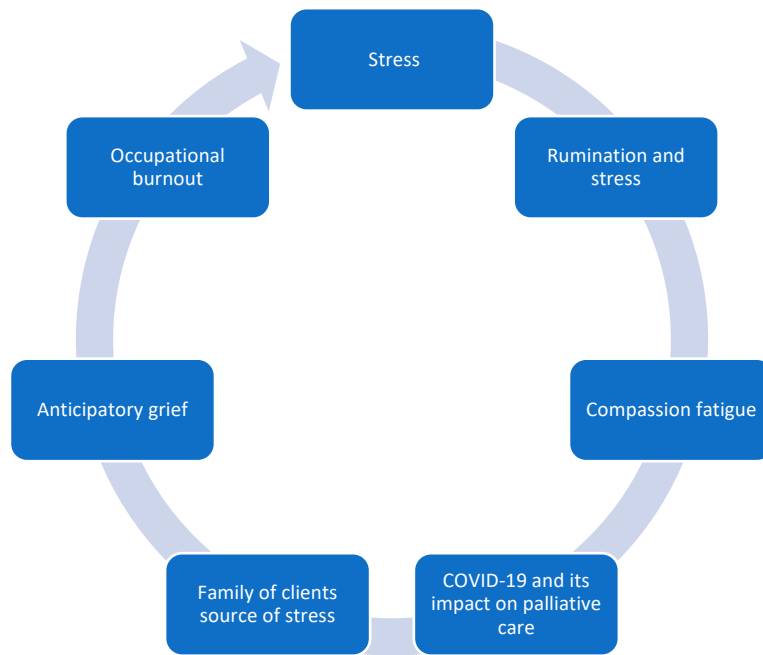 Stress
Rumination and
stress
Compassion fatigue
COVID-19 and its
impact on palliative
care
Family of clients
source of stress
Anticipatory grief
Occupational
burnout